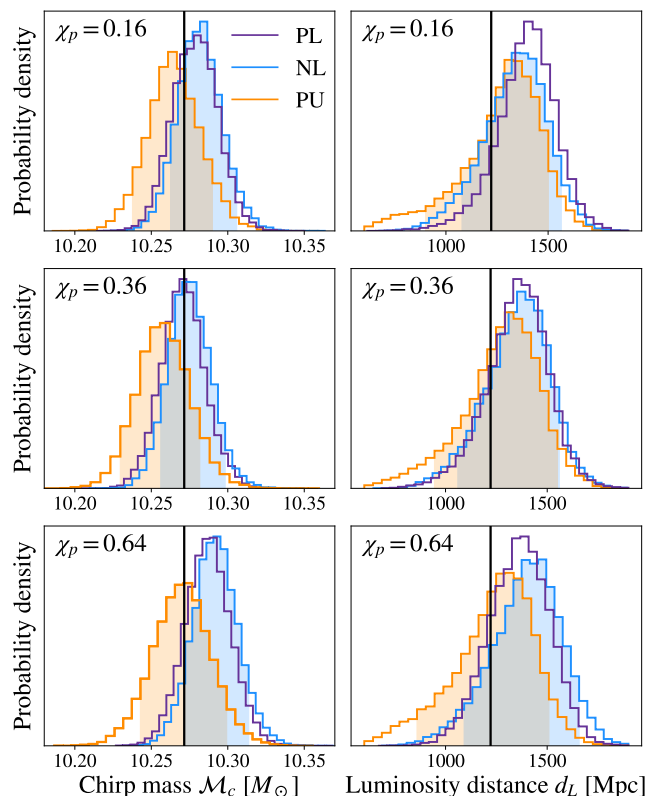 χp = 0.16
PL
NL
PU
Probability density
10.20 10.25 10.30 10.35
χp = 0.16
1000 1500
χp = 0.36
Probability density
10.20 10.25 10.30 10.35
χp = 0.36
1000 1500
χp = 0.64
Probability density
10.20 10.25 10.30 10.35
Chirp mass ℳc [M⊙]
χp = 0.64
1000 1500
Luminosity distance dL [Mpc]